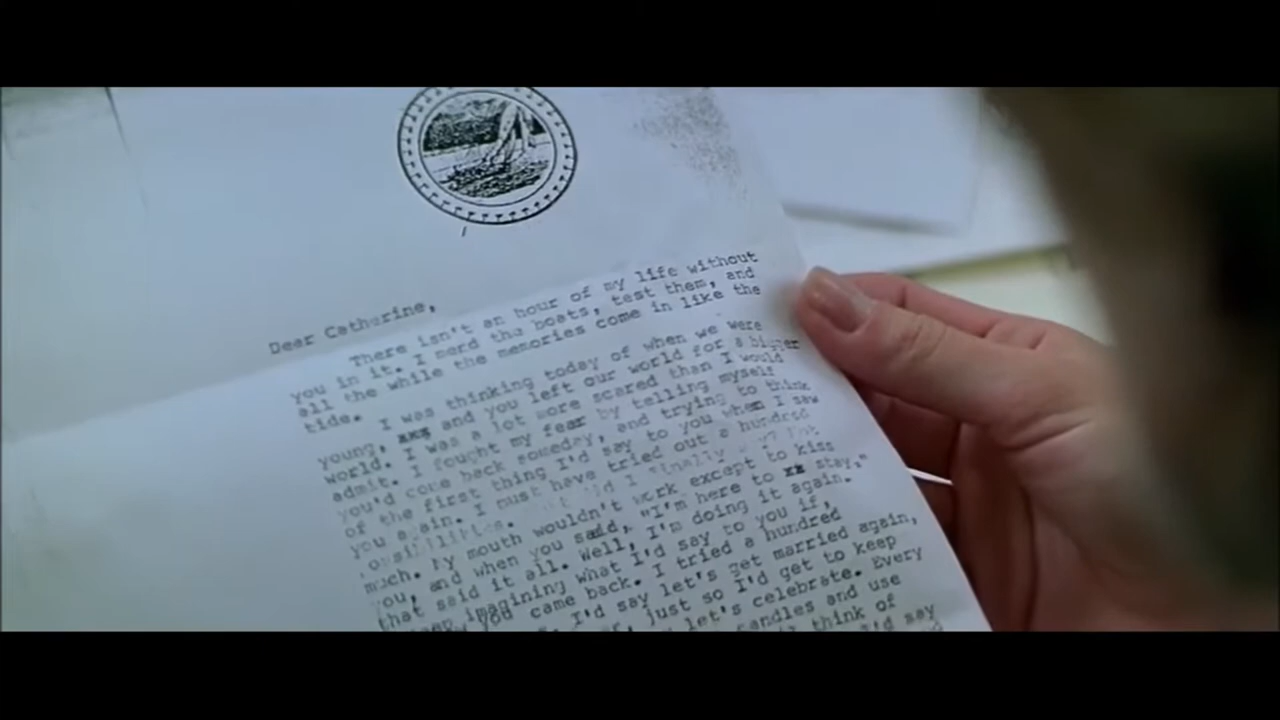 Dear Catherine,
There isn't an hour of my life without
you in it. I mend the boats, test them, and
all the while the memories come in like the
tide.
I was thinking today of when we were
young, and you left our world for a bigger
world. I was a lot more scared than I would
admit. I fought my fear by telling myself
you'd come back someday, and trying to think
of the first thing I'd say to you when I saw
you again. I must have tried out a hundred
What did I
much. My mouth wouldn't work except to kiss
you, and when you said, "I'm here to xx stay."
that said it all. Well, I'm doing it again.
keep imagining what I'd say to you if,
you came back. I tried a hundred
I'd say let's get married again,
just so I'd get to keep
let's celebrate. Every
candles and use
think of
I'd say